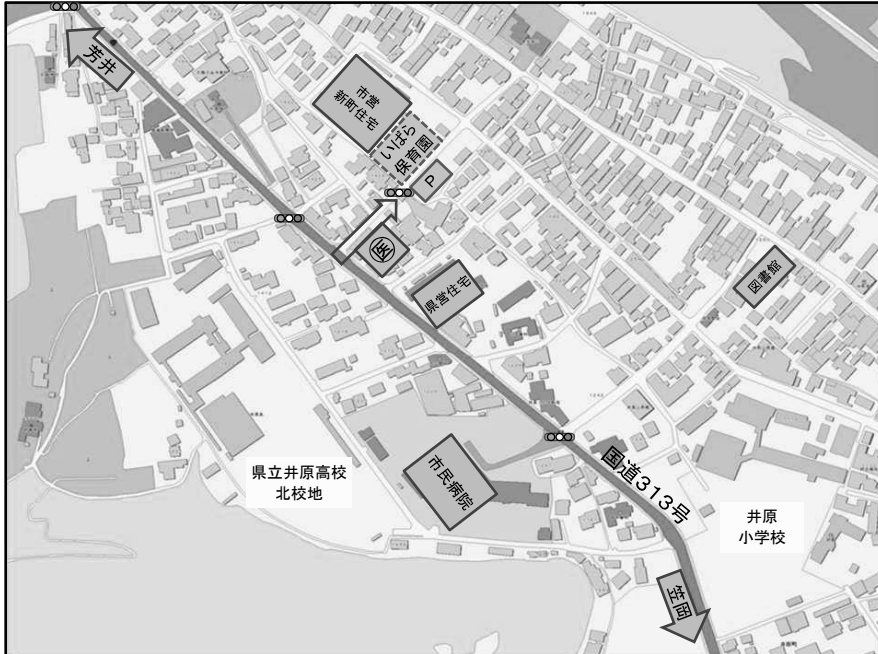 芳井
市営
新町住宅
いばら
保育園
P
医
県営住宅
図書館
国道313号
市民病院
県立井原高校
北校地
井原
小学校
笠岡